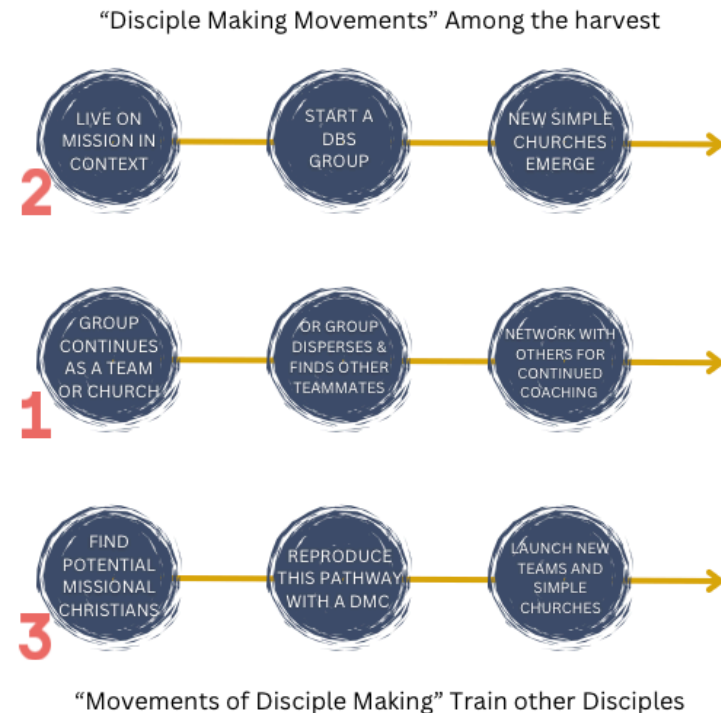 “Disciple Making Movements” Among the harvest
LIVE ON
MISSION IN
CONTEXT
START A
DBS
GROUP
NEW SIMPLE
CHURCHES
EMERGE
2
GROUP
CONTINUES
AS A TEAM
OR CHURCH
OR GROUP
DISPERSES &
FINDS OTHER
TEAMMATES
NETWORK WITH
OTHERS FOR
CONTINUED
COACHING
1
FIND
POTENTIAL
MISSIONAL
CHRISTIANS
REPRODUCE
THIS PATHWAY
WITH A DMC
LAUNCH NEW
TEAMS AND
SIMPLE
CHURCHES
3
“Movements of Disciple Making” Train other Disciples